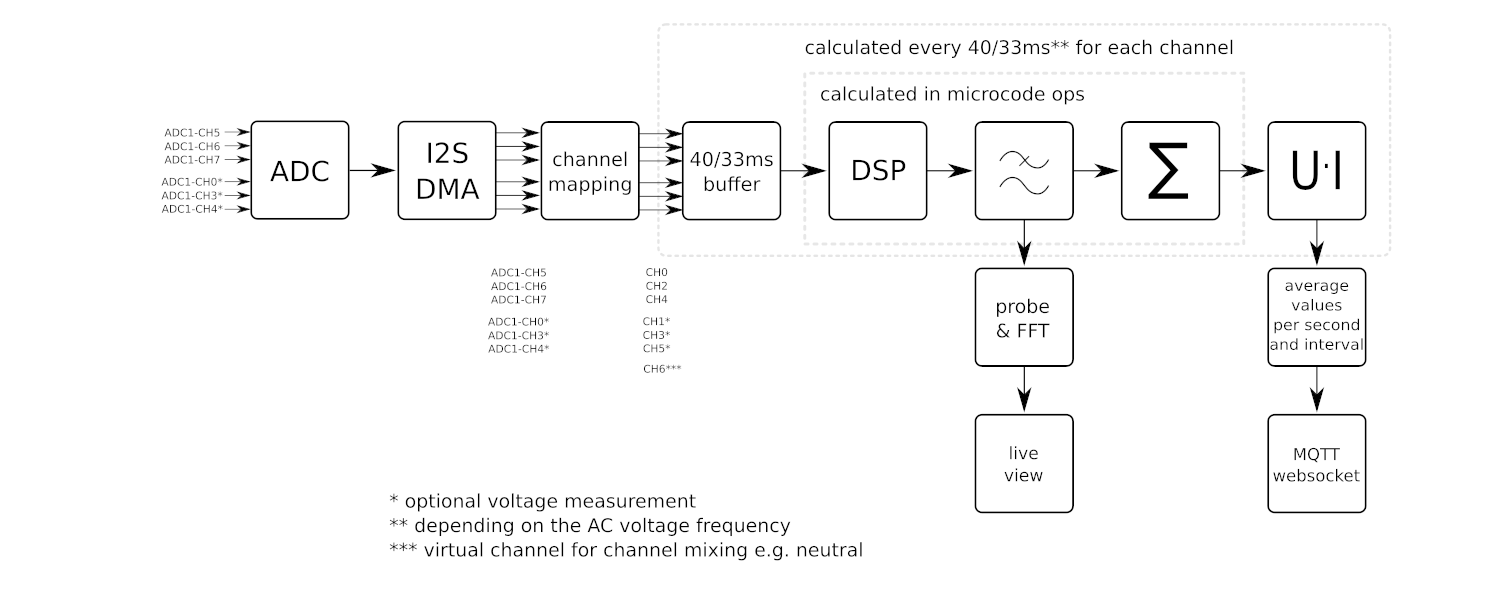 calculated every 40/33ms** for each channel
calculated in microcode ops
ADC1-CH5
ADC1-CH6
ADC1-CH7
ADC1-CH0*
ADC1-CH3*
ADC1-CH4*
ADC
I2S
DMA
channel
mapping
40/33ms
buffer
DSP
Σ
U·I
ADC1-CH5 CH0
ADC1-CH6 CH2
ADC1-CH7 CH4
ADC1-CH0* CH1*
ADC1-CH3* CH3*
ADC1-CH4* CH5*
CH6***
probe
& FFT
average
values
per second
and interval
live
view
MQTT
websocket
* optional voltage measurement
** depending on the AC voltage frequency
*** virtual channel for channel mixing e.g. neutral